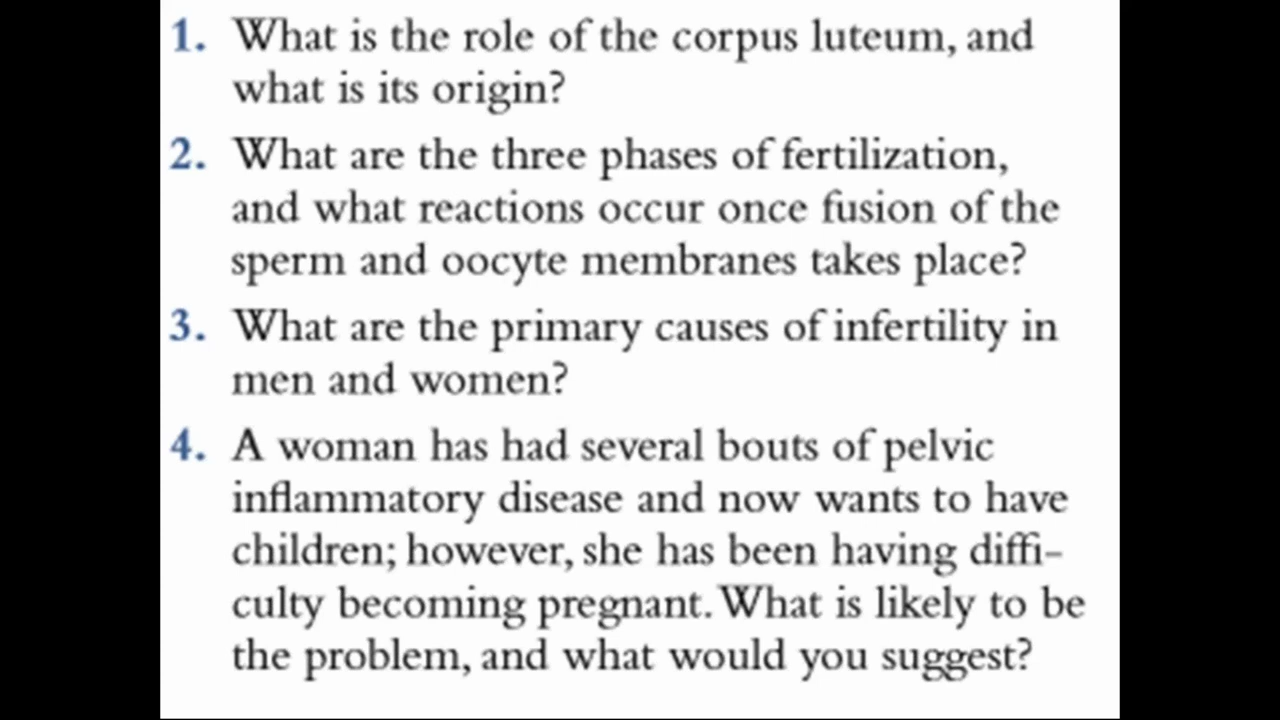 1. What is the role of the corpus luteum, and
what is its origin?
2. What are the three phases of fertilization,
and what reactions occur once fusion of the
sperm and oocyte membranes takes place?
3. What are the primary causes of infertility in
men and women?
4. A woman has had several bouts of pelvic
inflammatory disease and now wants to have
children; however, she has been having diffi-
culty becoming pregnant. What is likely to be
the problem, and what would you suggest?